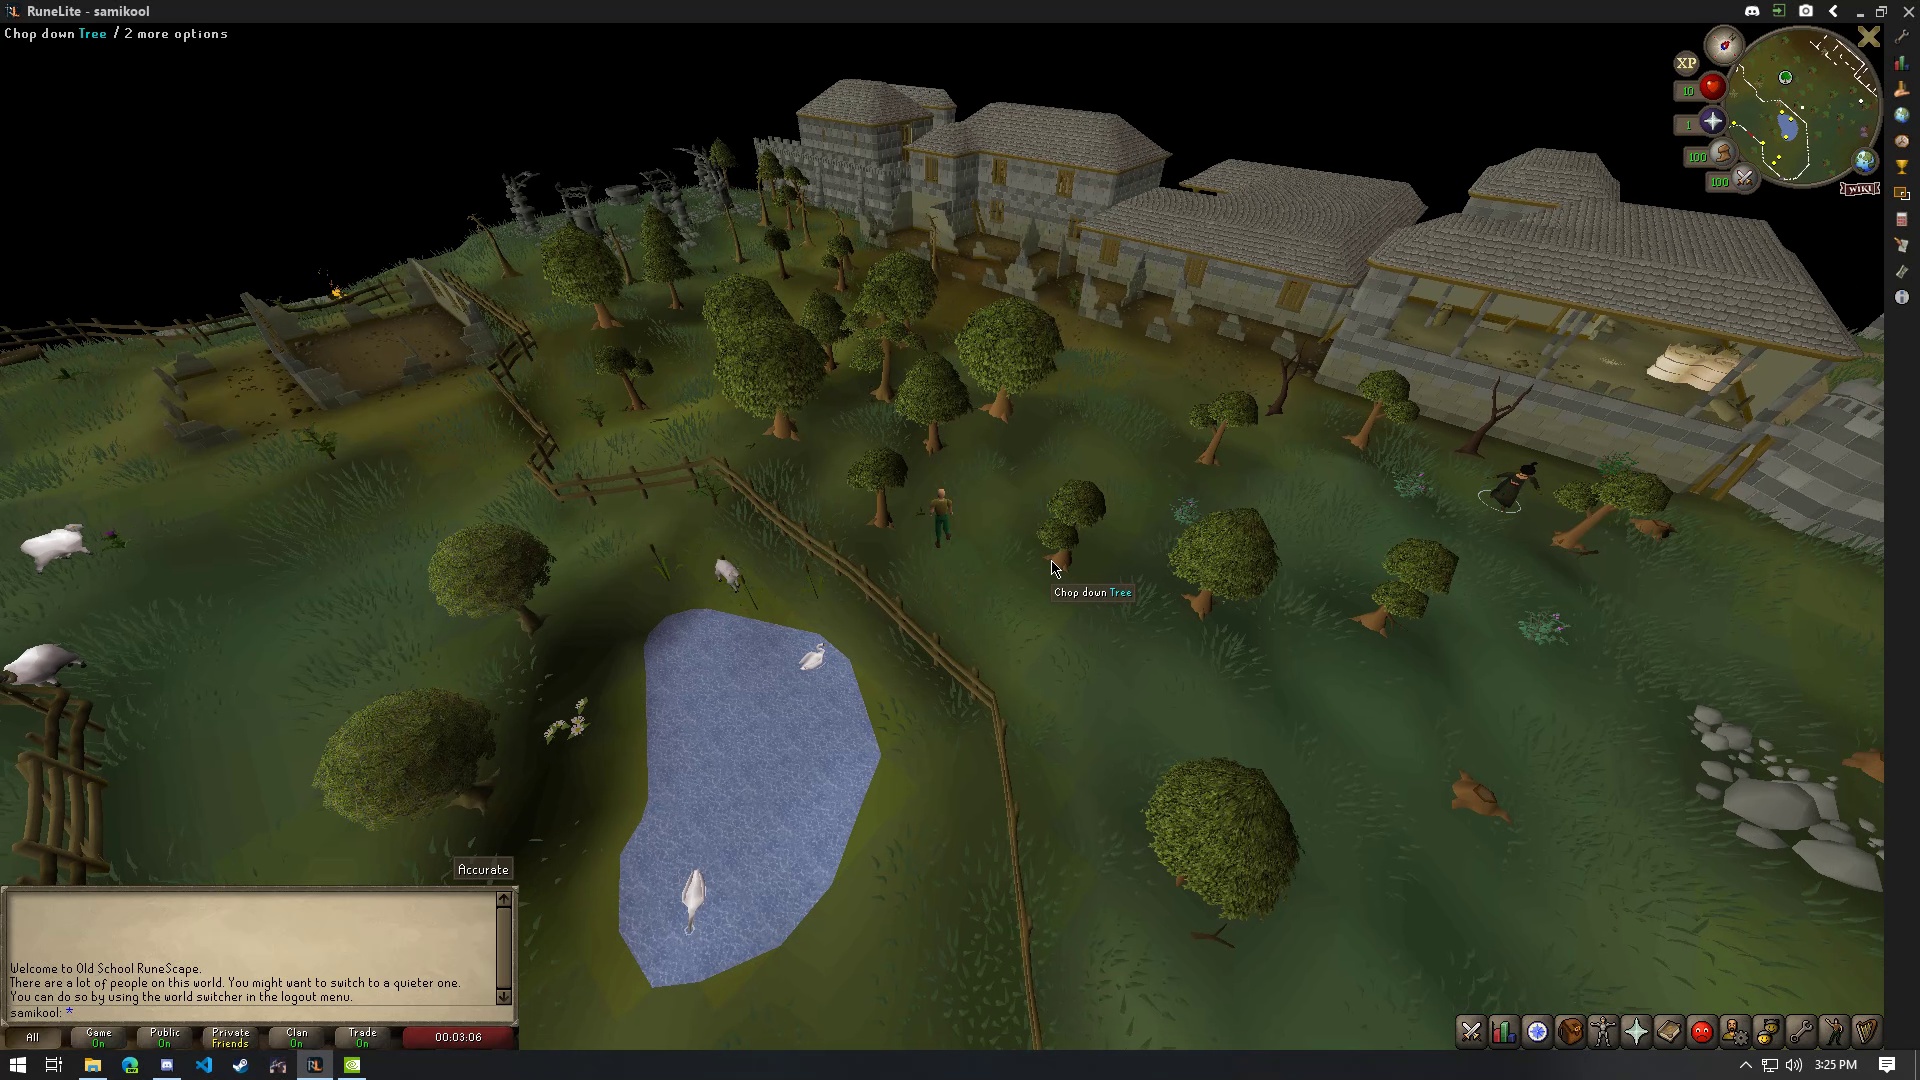 RuneLite - samikool
Chop down Tree / 2 more options
XP
10
1
100
100
WIKI
Chop down Tree
Accurate
Welcome to Old School RuneScape.
There are a lot of people on this world. You might want to switch to a quieter one.
You can do so by using the world switcher in the logout menu.
samikool: *
All
Game
On
Public
On
Private
Friends
Clan
On
Trade
On
00:03:06
3:25 PM